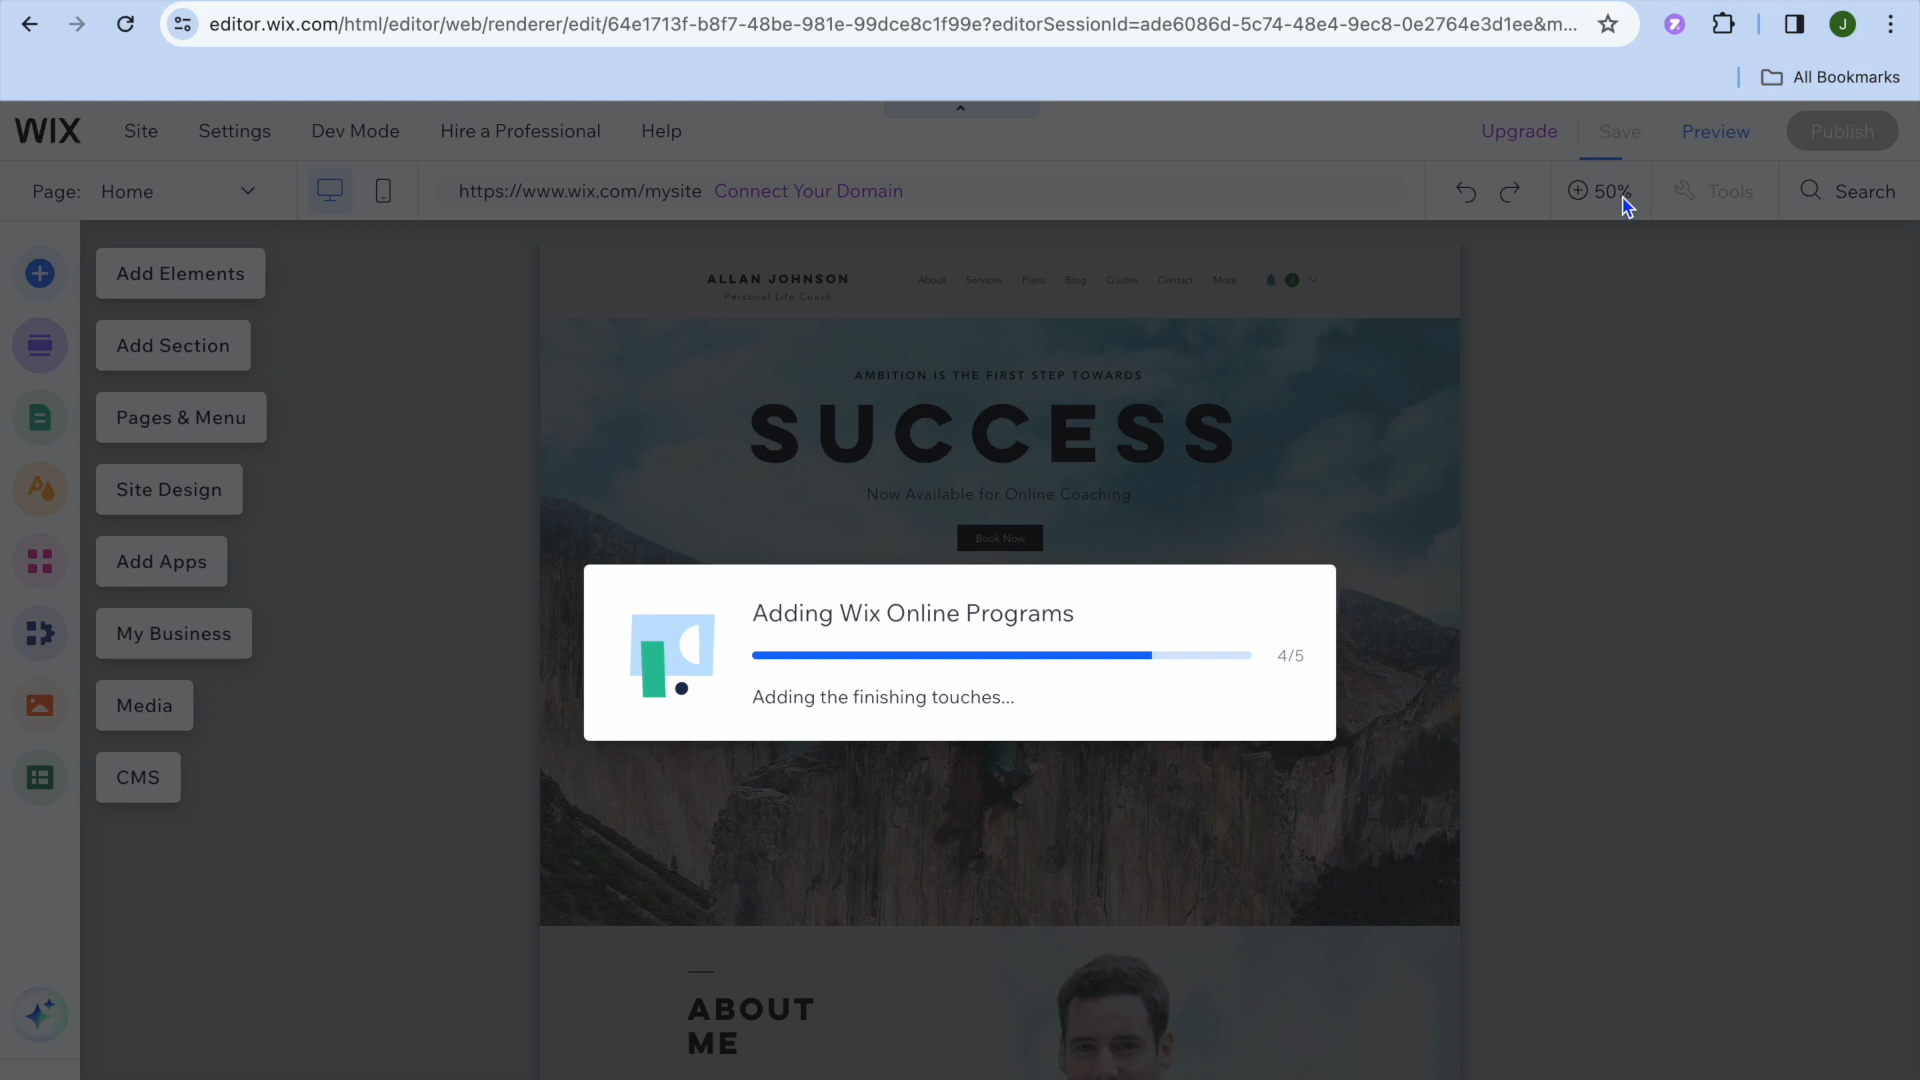 editor.wix.com/html/editor/web/renderer/edit/64e1713f-b8f7-48be-981e-99dce8c1f99e?editorSessionId=ade6086d-5c74-48e4-9ec8-0e2764e3d1ee&m...
J
All Bookmarks
WIX Site Settings Dev Mode Hire a Professional Help Upgrade Save Preview Publish
Page: Home https://www.wix.com/mysite Connect Your Domain 50% Tools Search
Add Elements
Add Section
Pages & Menu
Site Design
Add Apps
My Business
Media
CMS
ALLAN JOHNSON
Personal Life Coach
About Services Plans Blog Guides Contact More J
AMBITION IS THE FIRST STEP TOWARDS
SUCCESS
Now Available for Online Coaching
Book Now
Adding Wix Online Programs
4/5
Adding the finishing touches...
ABOUT
ME